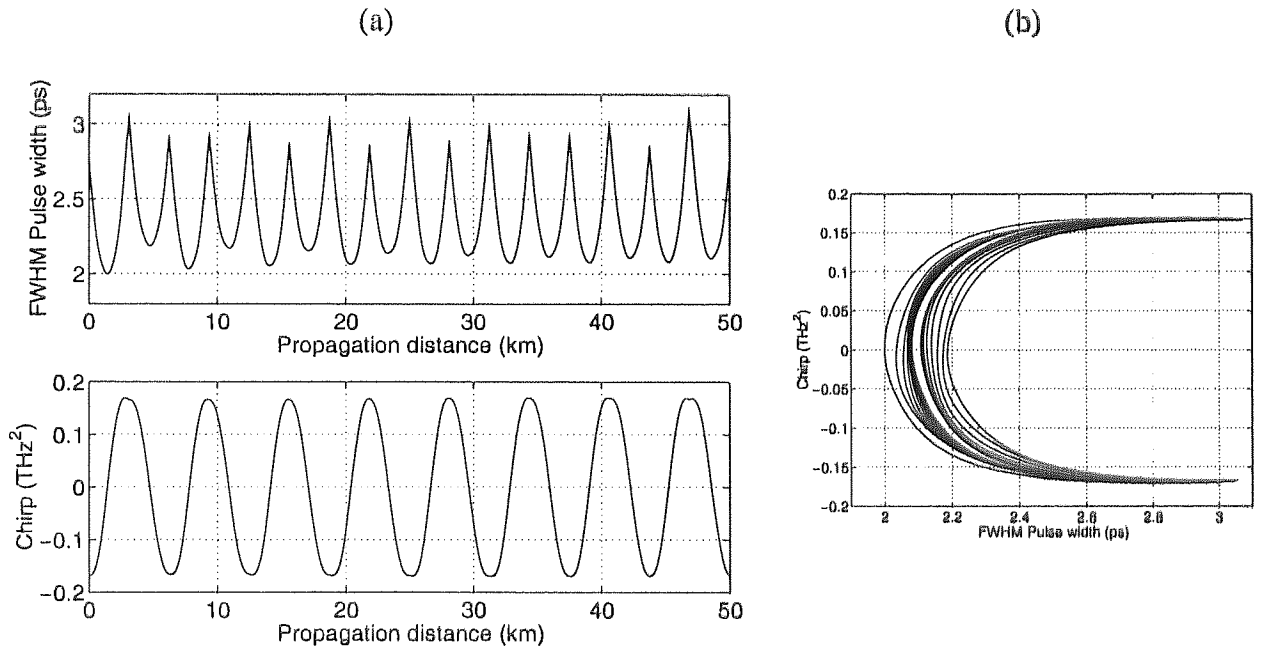 (a)
(b)
FWHM Pulse width (ps)
3
2.5
2
0 10 20 30 40 50
Propagation distance (km)
Chirp (THz²)
0.2
0.1
0
−0.1
−0.2
0 10 20 30 40 50
Propagation distance (km)
Chirp (THz²)
0.2
0.15
0.1
0.05
0
−0.05
−0.1
−0.15
−0.2
2 2.2 2.4 2.6 2.8 3
FWHM Pulse width (ps)